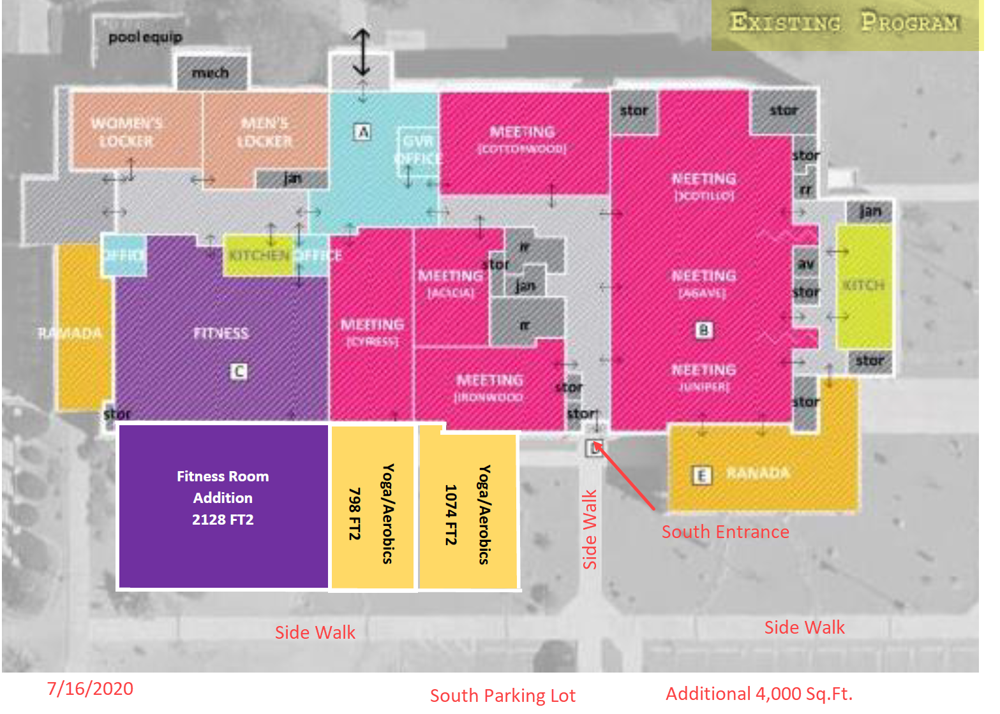 EXISTING PROGRAM
pool equip
mech
WOMEN'S
LOCKER
MEN'S
LOCKER
jan
A
GVR
OFFICE
MEETING
[COTTONWOOD]
stor
stor
stor
rr
jan
NEETING
[OCOTILLO]
OFFICE
KITCHEN
OFFICE
RAMADA
FITNESS
C
stor
MEETING
[CYPRESS]
MEETING
[ACACIA]
stor
rr
jan
rr
MEETING
[IRONWOOD
stor
stor
NEETING
[AGAVE]
B
NEETING
JUNIPER]
av
stor
KITCH
stor
stor
D
E
RANADA
Fitness Room
Addition
2128 FT2
Yoga/Aerobics
798 FT2
Yoga/Aerobics
1074 FT2
Side Walk
South Entrance
Side Walk
Side Walk
7/16/2020
South Parking Lot
Additional 4,000 Sq.Ft.